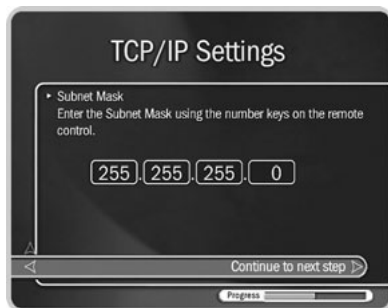 TCP/IP Settings
Subnet Mask
Enter the Subnet Mask using the number keys on the remote
control.
255.255.255.0
Continue to next step
Progress